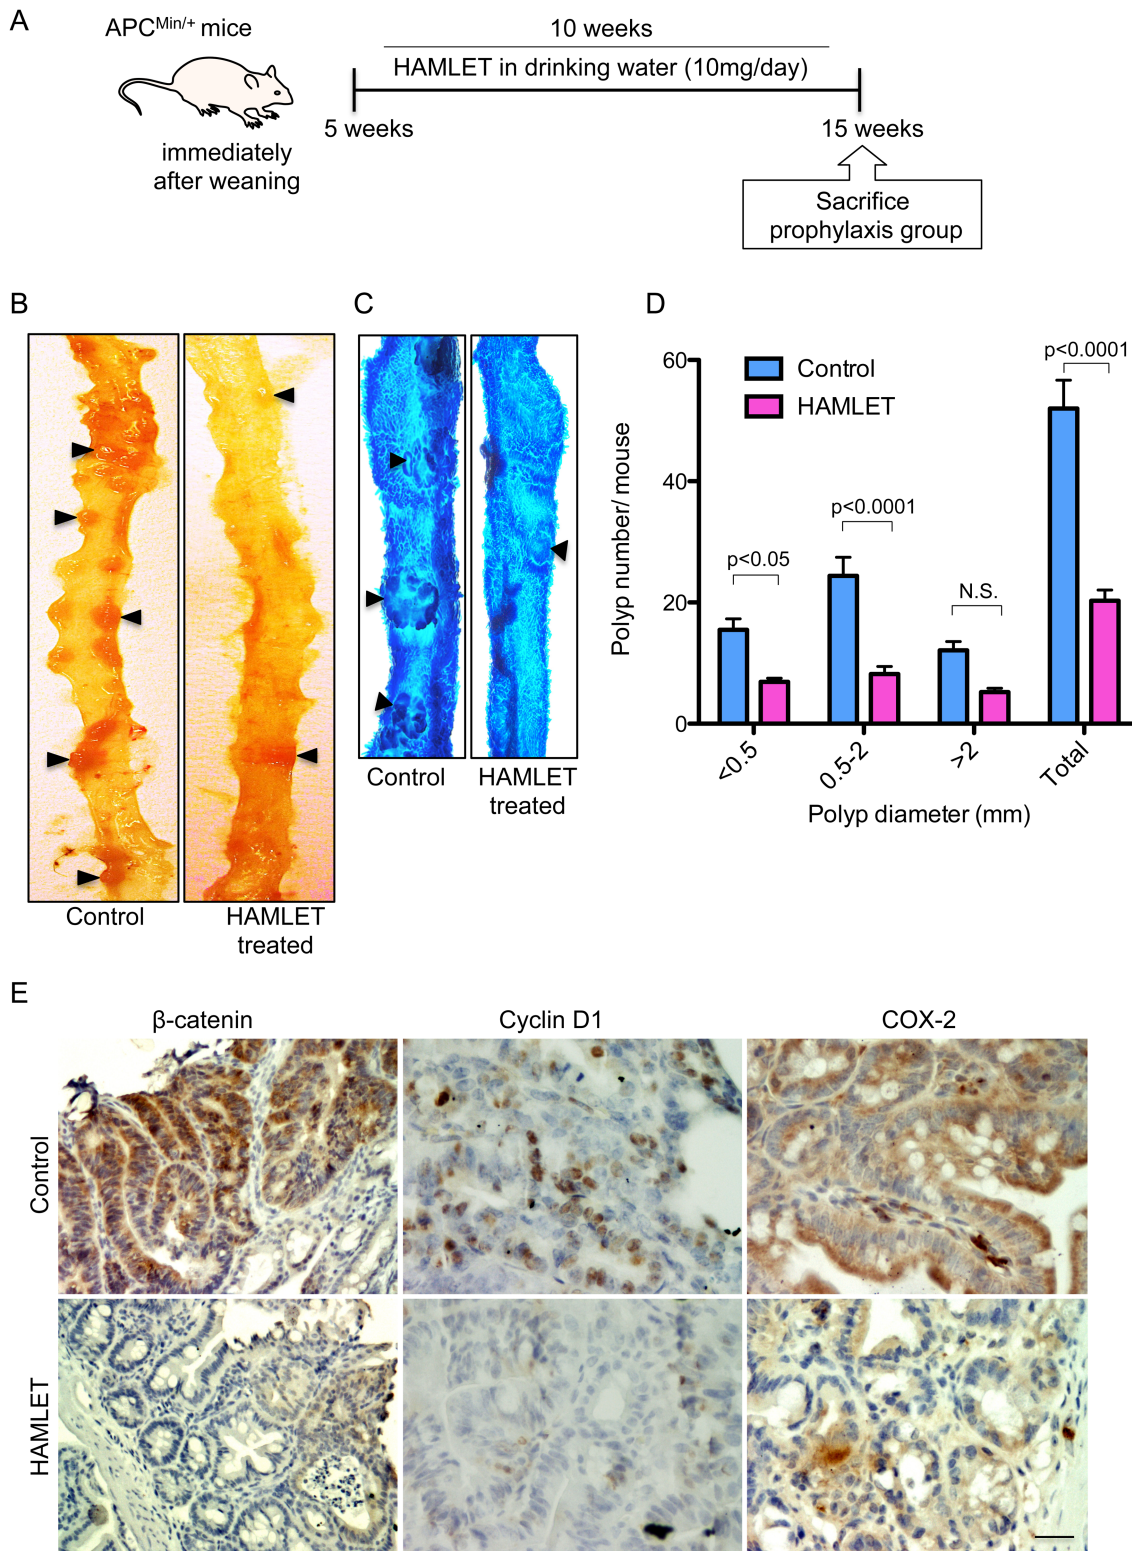 A
APCMin/+ mice
immediately
after weaning
10 weeks
HAMLET in drinking water (10mg/day)
5 weeks
15 weeks
Sacrifice
prophylaxis group
B
Control
HAMLET
treated
C
Control
HAMLET
treated
D
Control
HAMLET
Polyp number/ mouse
60
40
20
0
p<0.05
p<0.0001
N.S.
p<0.0001
<0.5
0.5-2
>2
Total
Polyp diameter (mm)
E
β-catenin
Cyclin D1
COX-2
Control
HAMLET